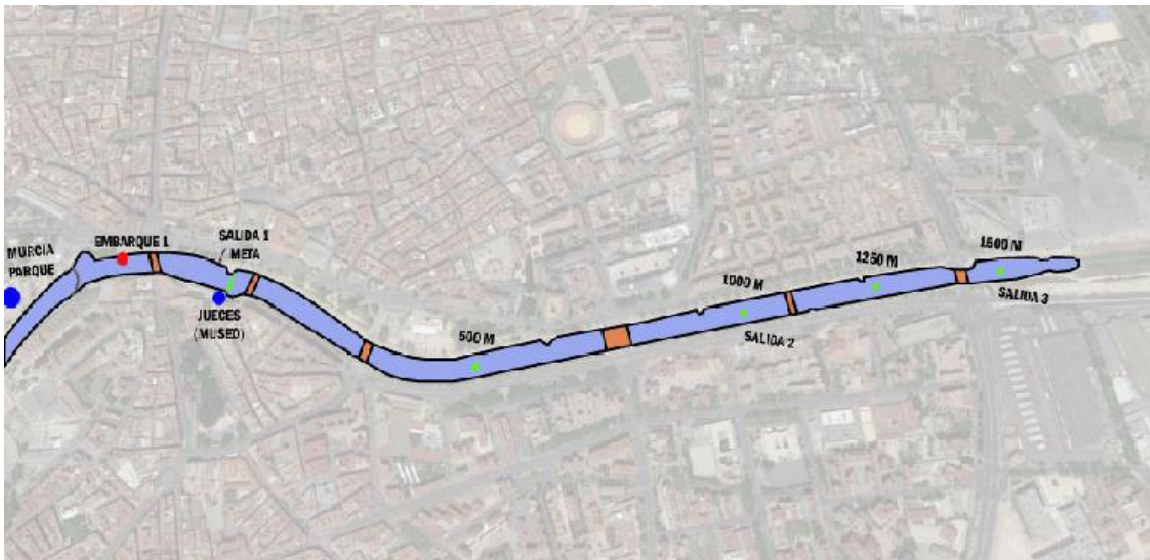 MURCIA
PARQUE
EMBARQUE 1
SALIDA 1
/META
JUECES
(MUSEO)
500 M
1000 M
SALIDA 2
1250 M
1500 M
SALIDA 3